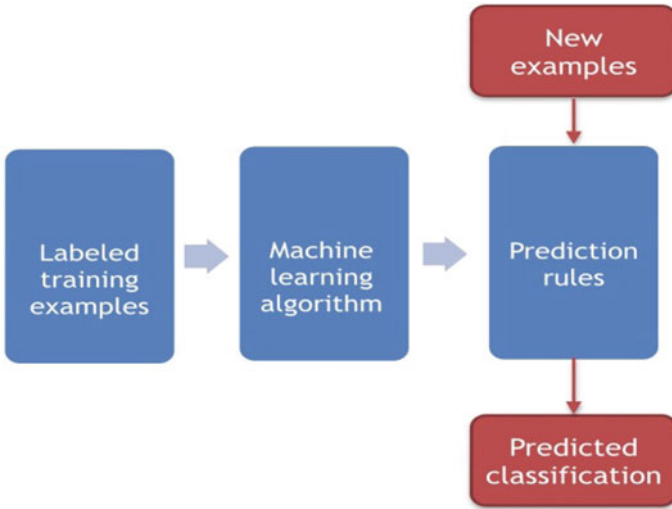 New
examples
Labeled
training
examples
Machine
learning
algorithm
Prediction
rules
Predicted
classification